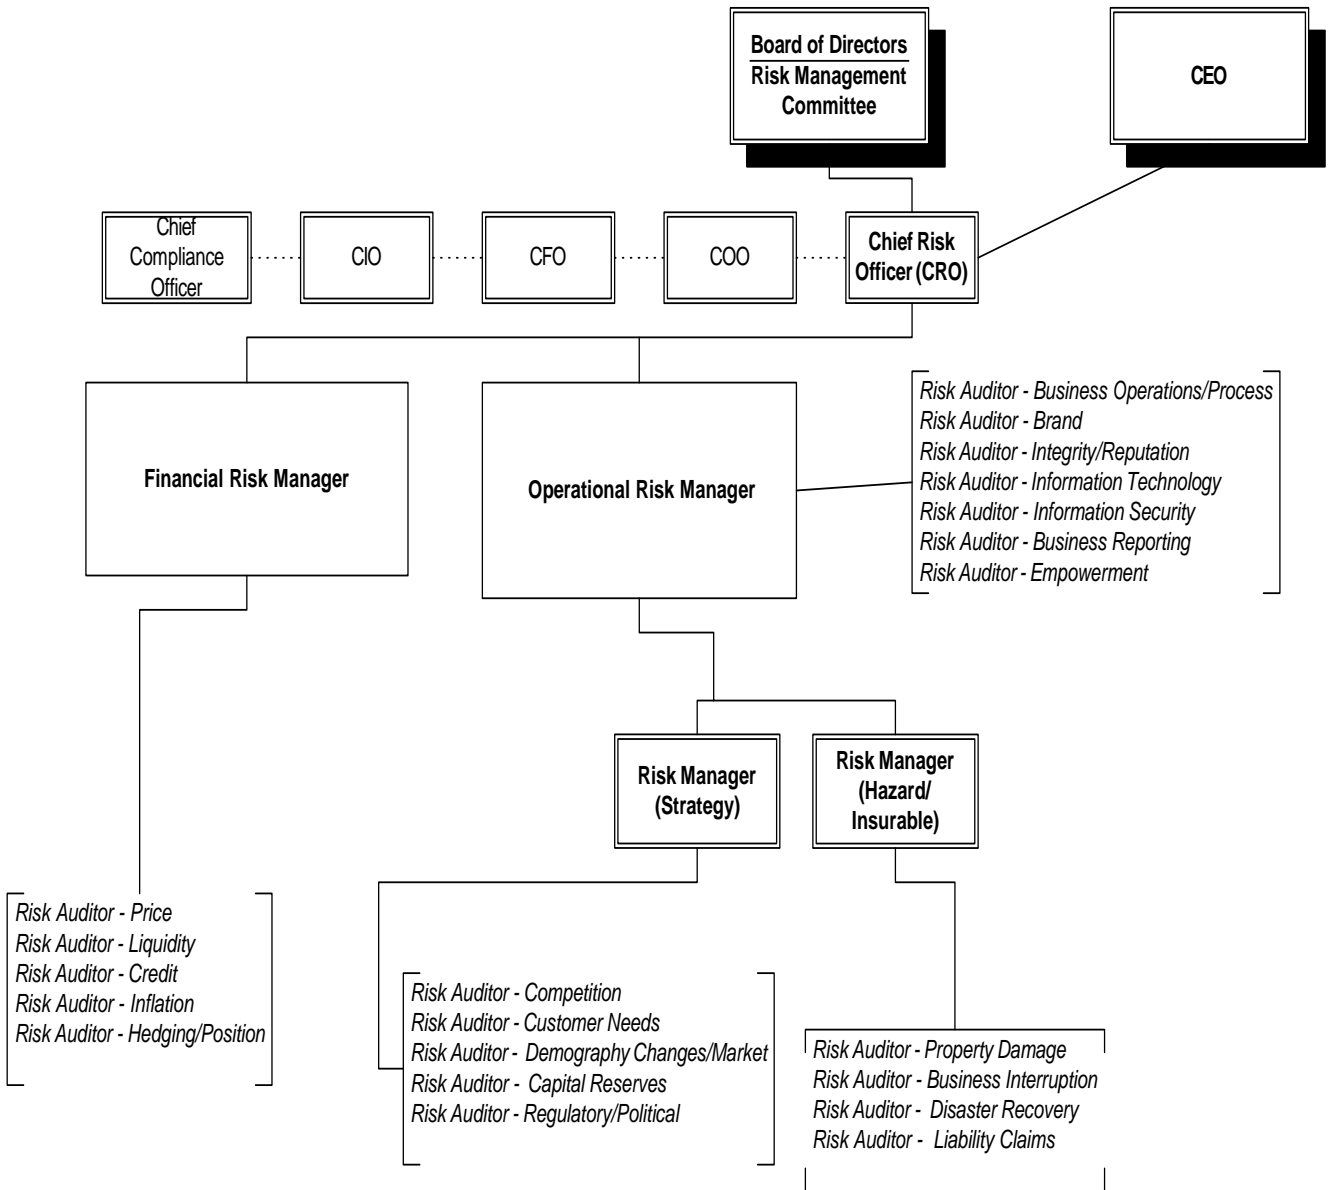 Board of Directors
Risk Management
Committee
CEO
Chief
Compliance
Officer
CIO
CFO
COO
Chief Risk
Officer (CRO)
Financial Risk Manager
Operational Risk Manager
Risk Auditor - Business Operations/Process
Risk Auditor - Brand
Risk Auditor - Integrity/Reputation
Risk Auditor - Information Technology
Risk Auditor - Information Security
Risk Auditor - Business Reporting
Risk Auditor - Empowerment
Risk Manager
(Strategy)
Risk Manager
(Hazard/
Insurable)
Risk Auditor - Price
Risk Auditor - Liquidity
Risk Auditor - Credit
Risk Auditor - Inflation
Risk Auditor - Hedging/Position
Risk Auditor - Competition
Risk Auditor - Customer Needs
Risk Auditor - Demography Changes/Market
Risk Auditor - Capital Reserves
Risk Auditor - Regulatory/Political
Risk Auditor - Property Damage
Risk Auditor - Business Interruption
Risk Auditor - Disaster Recovery
Risk Auditor - Liability Claims